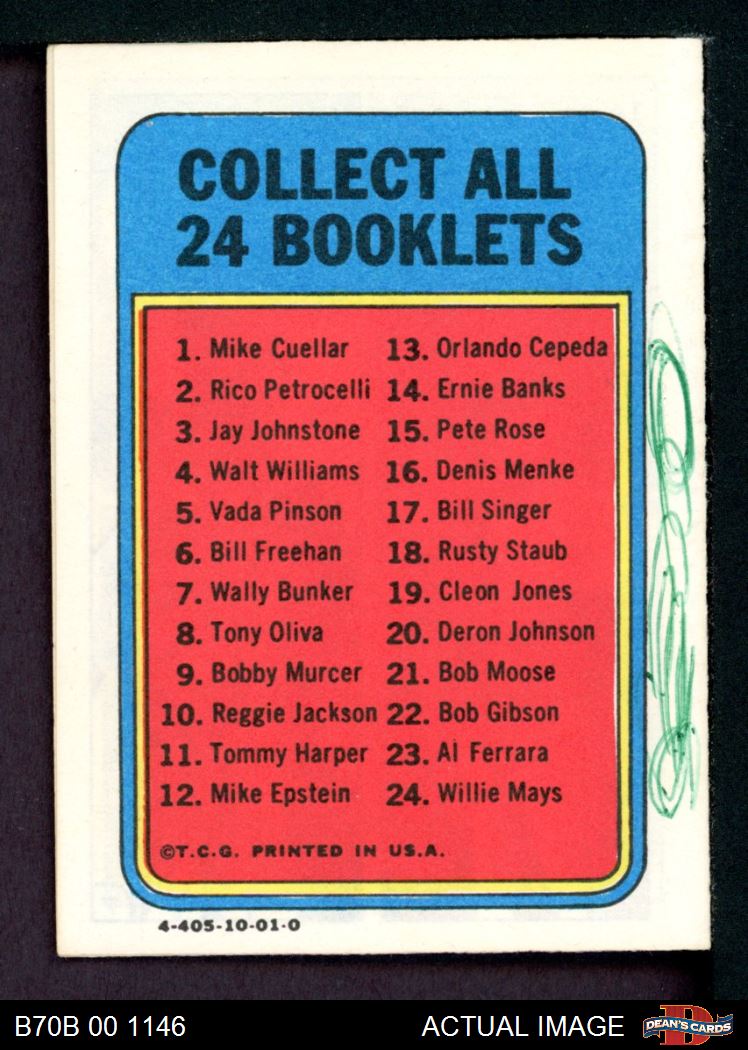 COLLECT ALL
24 BOOKLETS
1. Mike Cuellar
2. Rico Petrocelli
3. Jay Johnstone
4. Walt Williams
5. Vada Pinson
6. Bill Freehan
7. Wally Bunker
8. Tony Oliva
9. Bobby Murcer
10. Reggie Jackson
11. Tommy Harper
12. Mike Epstein
13. Orlando Cepeda
14. Ernie Banks
15. Pete Rose
16. Denis Menke
17. Bill Singer
18. Rusty Staub
19. Cleon Jones
20. Deron Johnson
21. Bob Moose
22. Bob Gibson
23. Al Ferrara
24. Willie Mays
©T.C.G. PRINTED IN U.S.A.
4-405-10-01-0
B70B 00 1146
ACTUAL IMAGE
D
DEAN'S CARDS